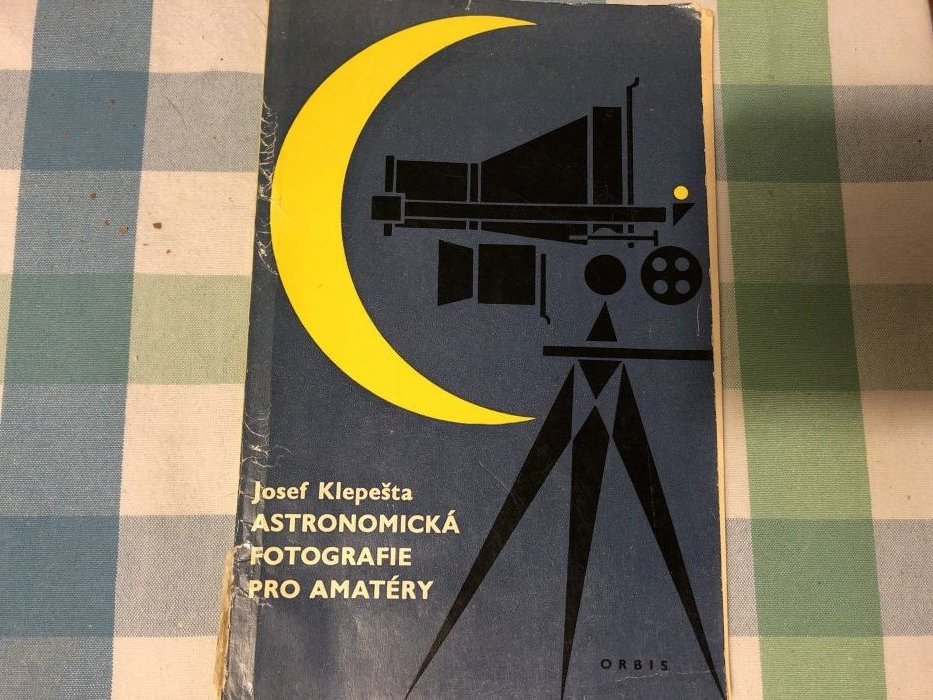 Josef Klepešta
ASTRONOMICKÁ
FOTOGRAFIE
PRO AMATÉRY
ORBIS